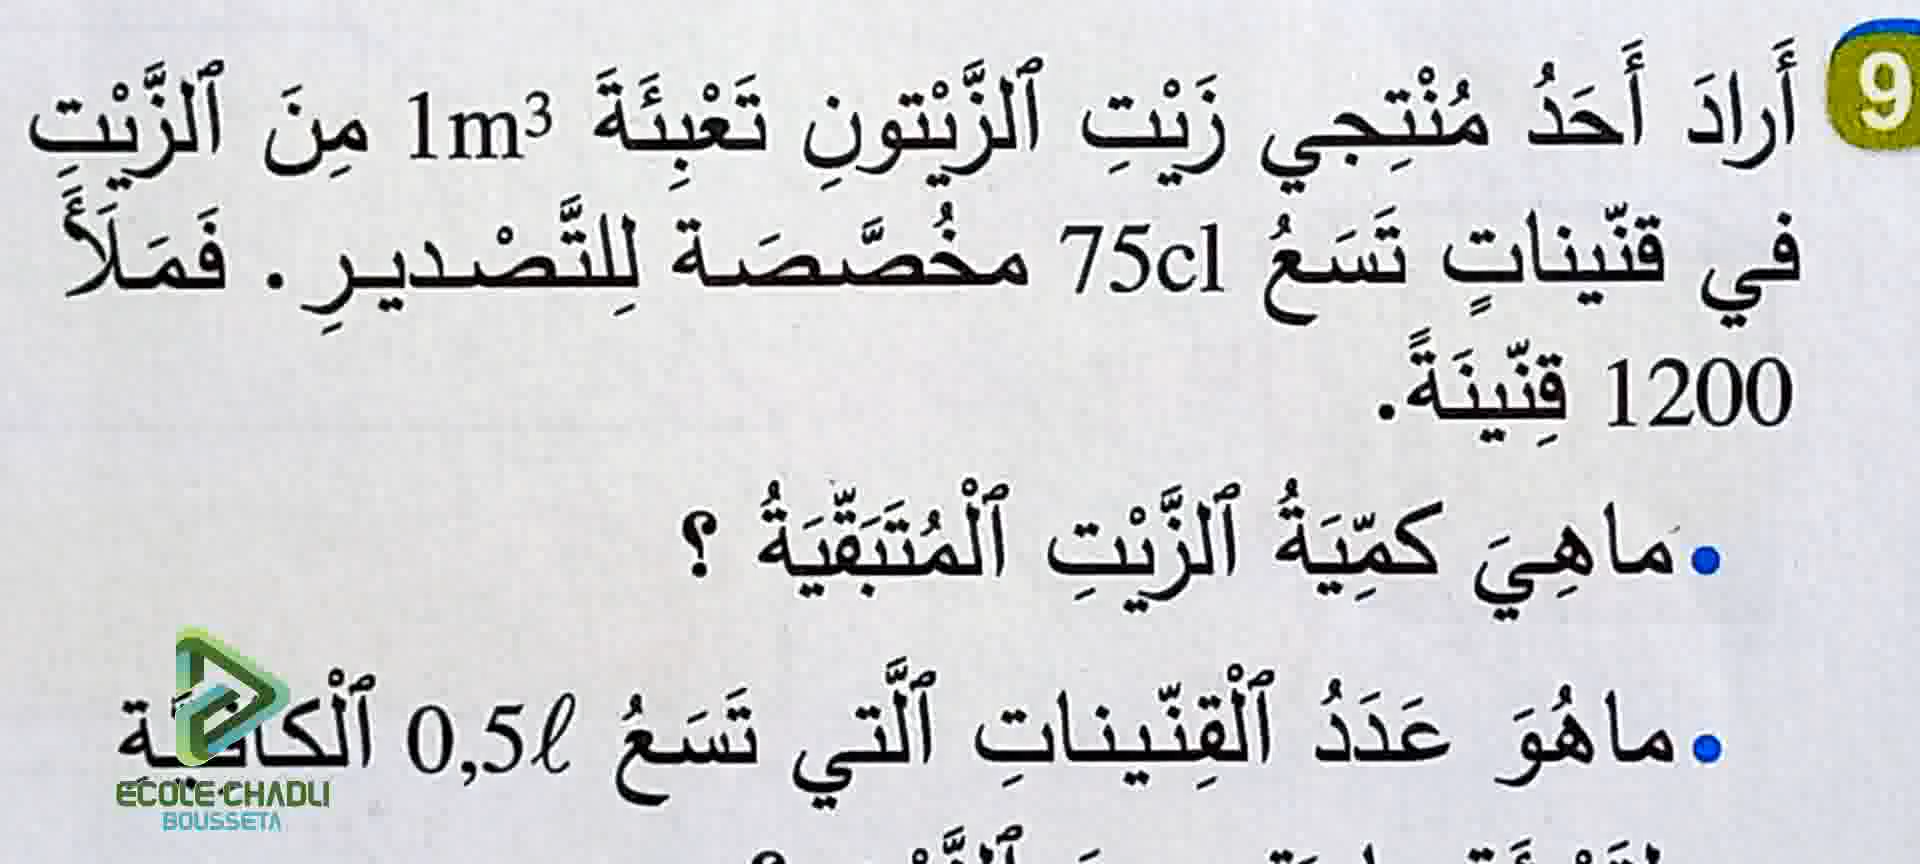 9 أَرادَ أَحَدُ مُنْتِجي زَيْتِ ٱلزَّيْتونِ تَعْبِئَةَ 1m³ مِنَ ٱلزَّيْتِ
في قنّيناتٍ تَسَعُ 75cl مخُصَّصَة لِلتَّصْديرِ . فَمَلَأَ
1200 قِنّينَةً.
• ماهِيَ كمِّيَةُ ٱلزَّيْتِ ٱلْمُتَبَقّيَةُ ؟
• ماهُوَ عَدَدُ ٱلْقِنّيناتِ ٱلَّتي تَسَعُ 0,5ℓ ٱلْكافِيَة
ECOLE CHADLI
BOUSSETA